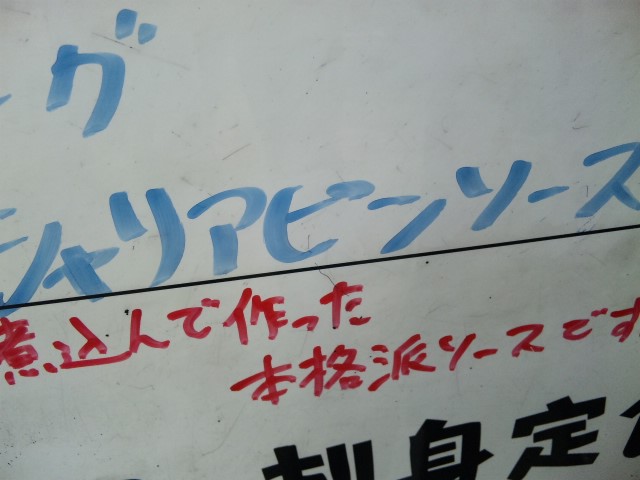 ング
シャリアピンソース
煮込んで作った
本格派ソースです
刺身定